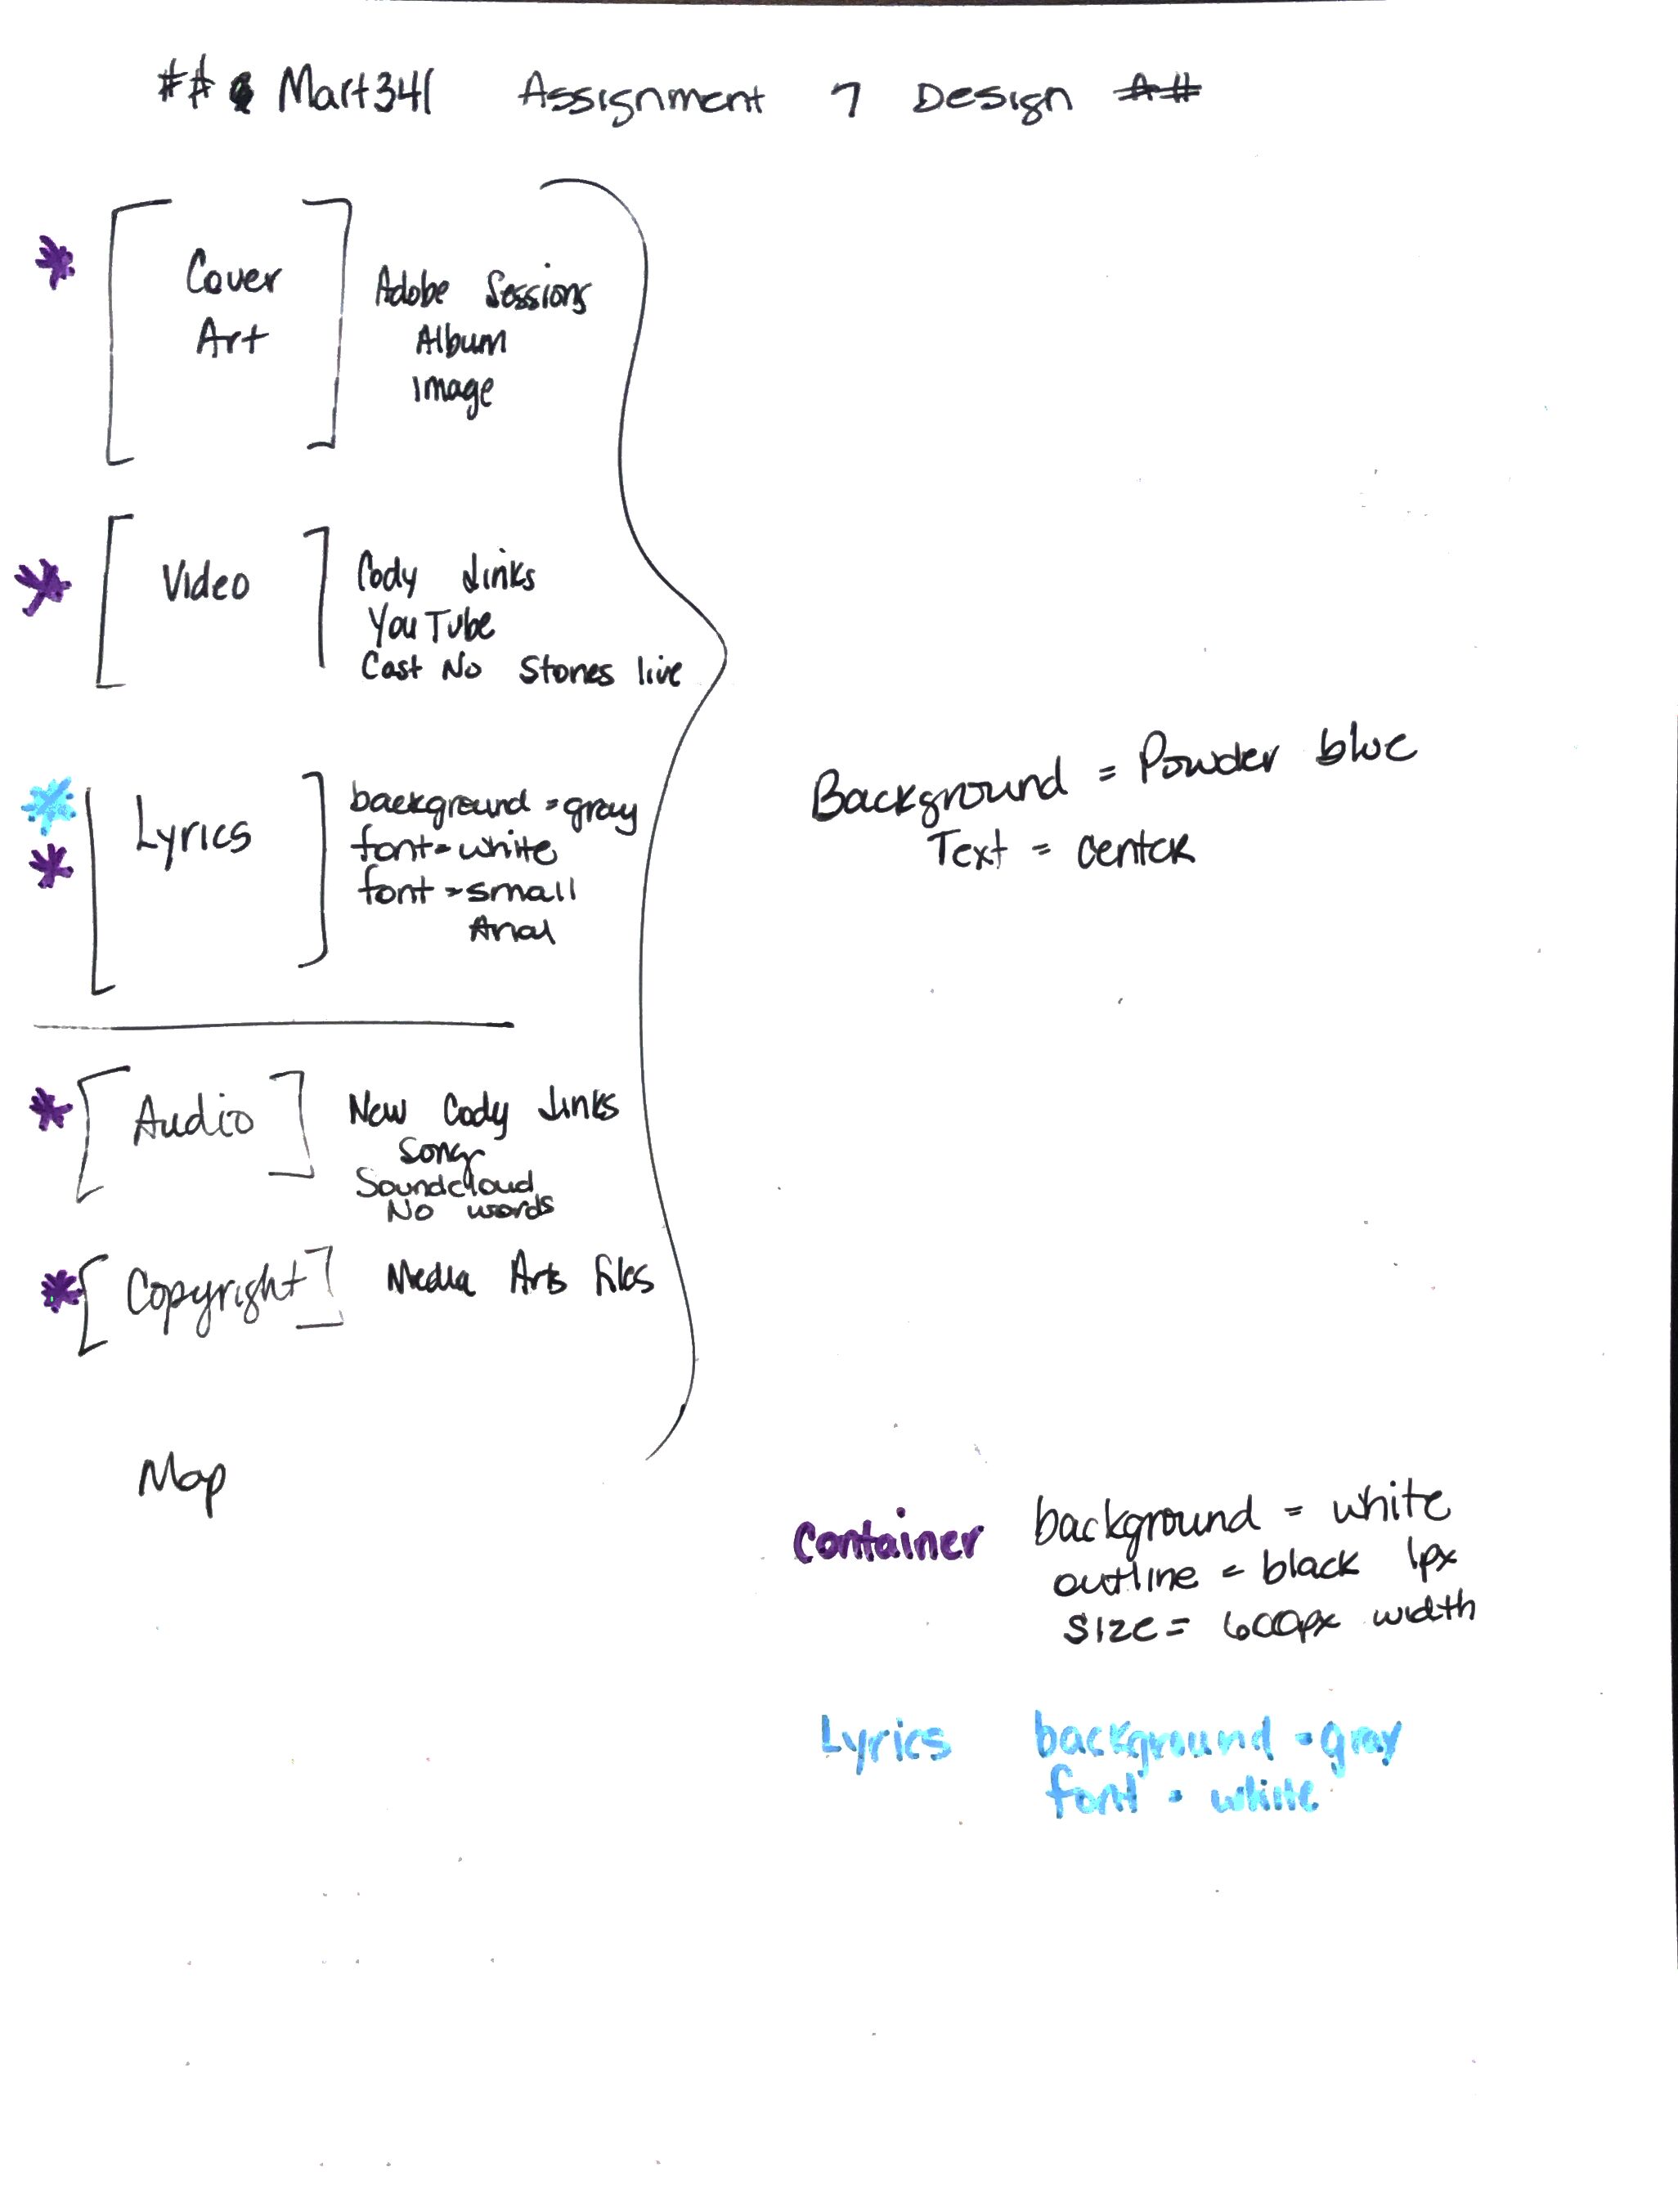 ## Mart341 Assignment 7 Design ##
Cover
Art
Adobe Sessions
Album
Image
Video
Cody Jinks
YouTube
Cast No Stones live
Lyrics
background = gray
font = white
font = small
Arial
Background = Powder blue
Text = center
Audio
New Cody Jinks
Song
Soundcloud
No words
Copyright
Media Arts files
Map
Container
background = white
outline = black 1px
size = 600px width
Lyrics
background = gray
font = white